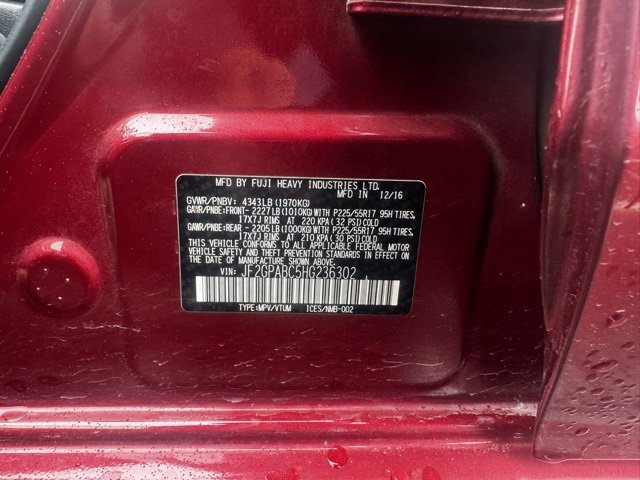 MFD BY FUJI HEAVY INDUSTRIES LTD.
MFD IN 12/16
GVWR/PNBV: 4343LB (1970KG)
GAWR/PNBE:FRONT- 2227LB(1010KG)WITH P225/55R17 95H TIRES,
17X7J RIMS AT 220 KPA( 32 PSI) COLD
GAWR/PNBE:REAR - 2205LB(1000KG)WITH P225/55R17 95H TIRES,
17X7J RIMS AT 210 KPA( 30 PSI) COLD
THIS VEHICLE CONFORMS TO ALL APPLICABLE FEDERAL MOTOR
VEHICLE SAFETY AND THEFT PREVENTION STANDARDS IN EFFECT
ON THE DATE OF MANUFACTURE SHOWN ABOVE.
VIN: JF2GPABC5HG236302
TYPE:MPV/VTUM ICES/NMB-002